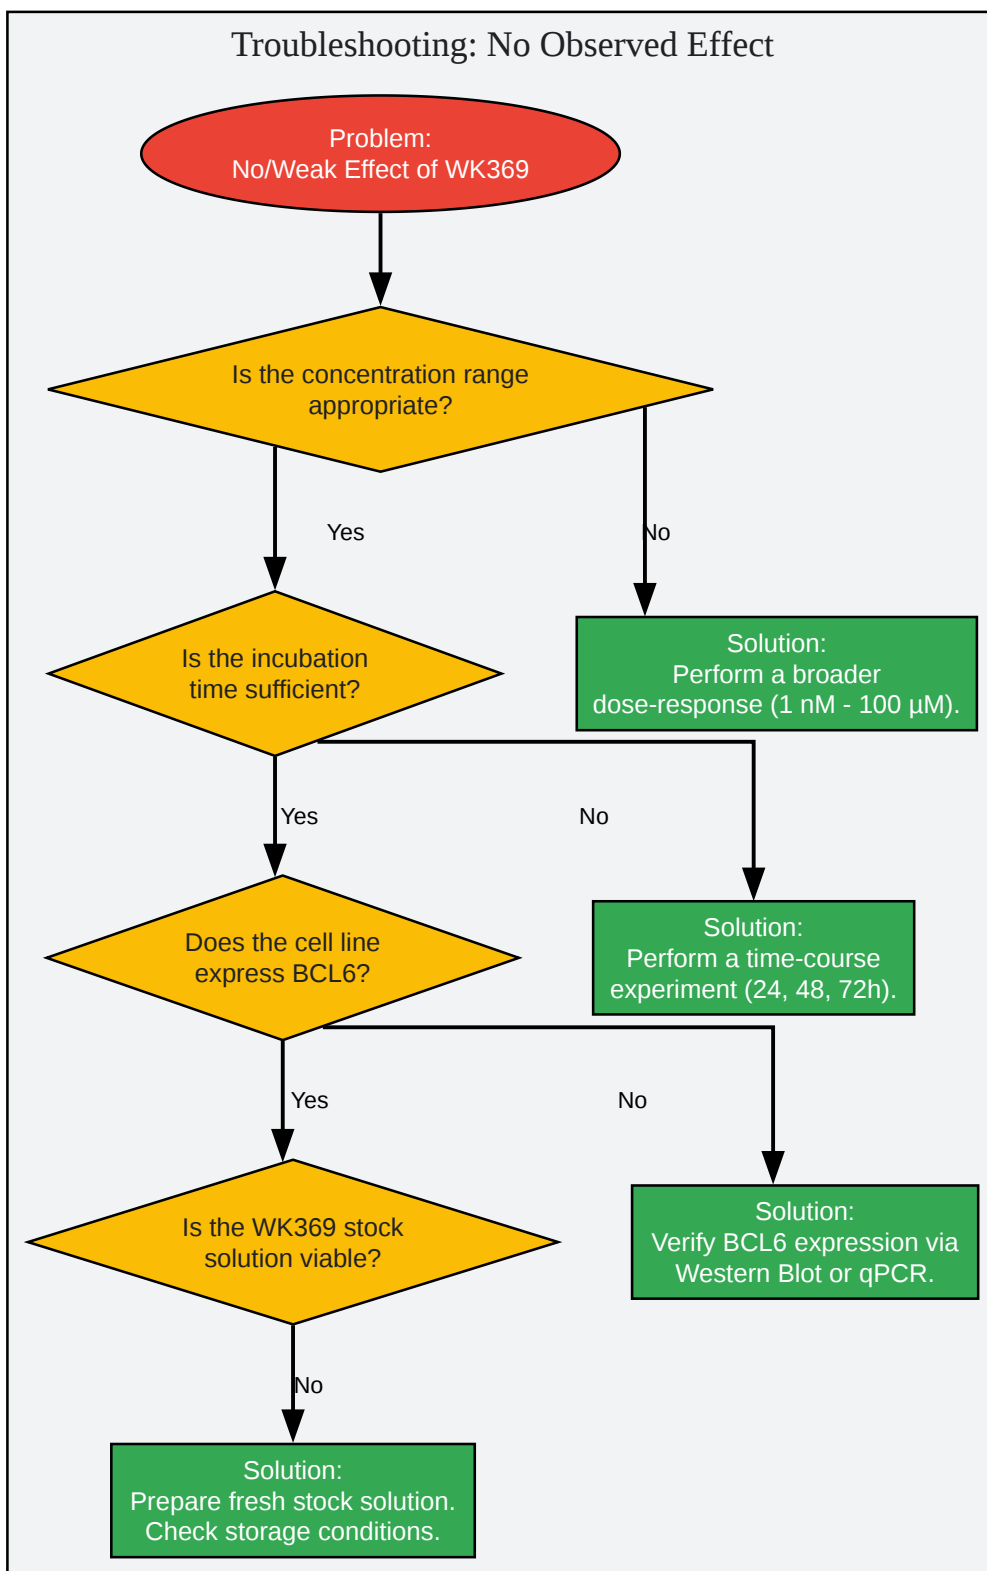 Troubleshooting: No Observed Effect
Problem:
No/Weak Effect of WK369
Is the concentration range
appropriate?
Yes
No
Is the incubation
time sufficient?
Solution:
Perform a broader
dose-response (1 nM - 100 µM).
Yes
No
Does the cell line
express BCL6?
Solution:
Perform a time-course
experiment (24, 48, 72h).
Yes
No
Is the WK369 stock
solution viable?
Solution:
Verify BCL6 expression via
Western Blot or qPCR.
No
Solution:
Prepare fresh stock solution.
Check storage conditions.